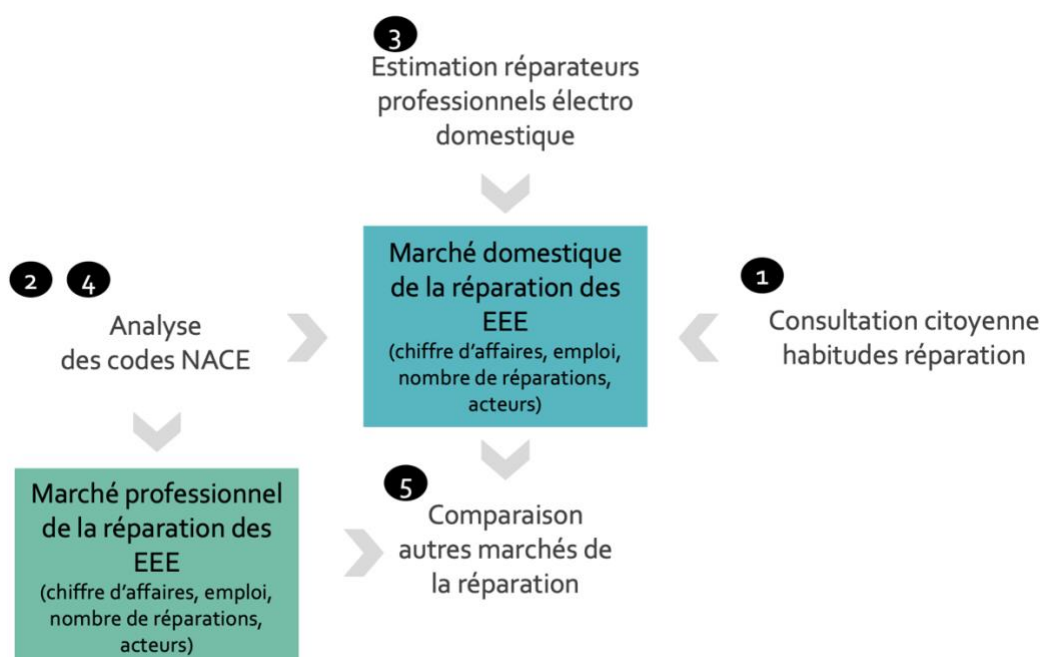 3
Estimation réparateurs
professionnels électro
domestique
Marché domestique
de la réparation des
EEE
(chiffre d'affaires, emploi,
nombre de réparations,
acteurs)
2 4
Analyse
des codes NACE
1
Consultation citoyenne
habitudes réparation
Marché professionnel
de la réparation des
EEE
(chiffre d'affaires, emploi,
nombre de réparations,
acteurs)
5
Comparaison
autres marchés de
la réparation